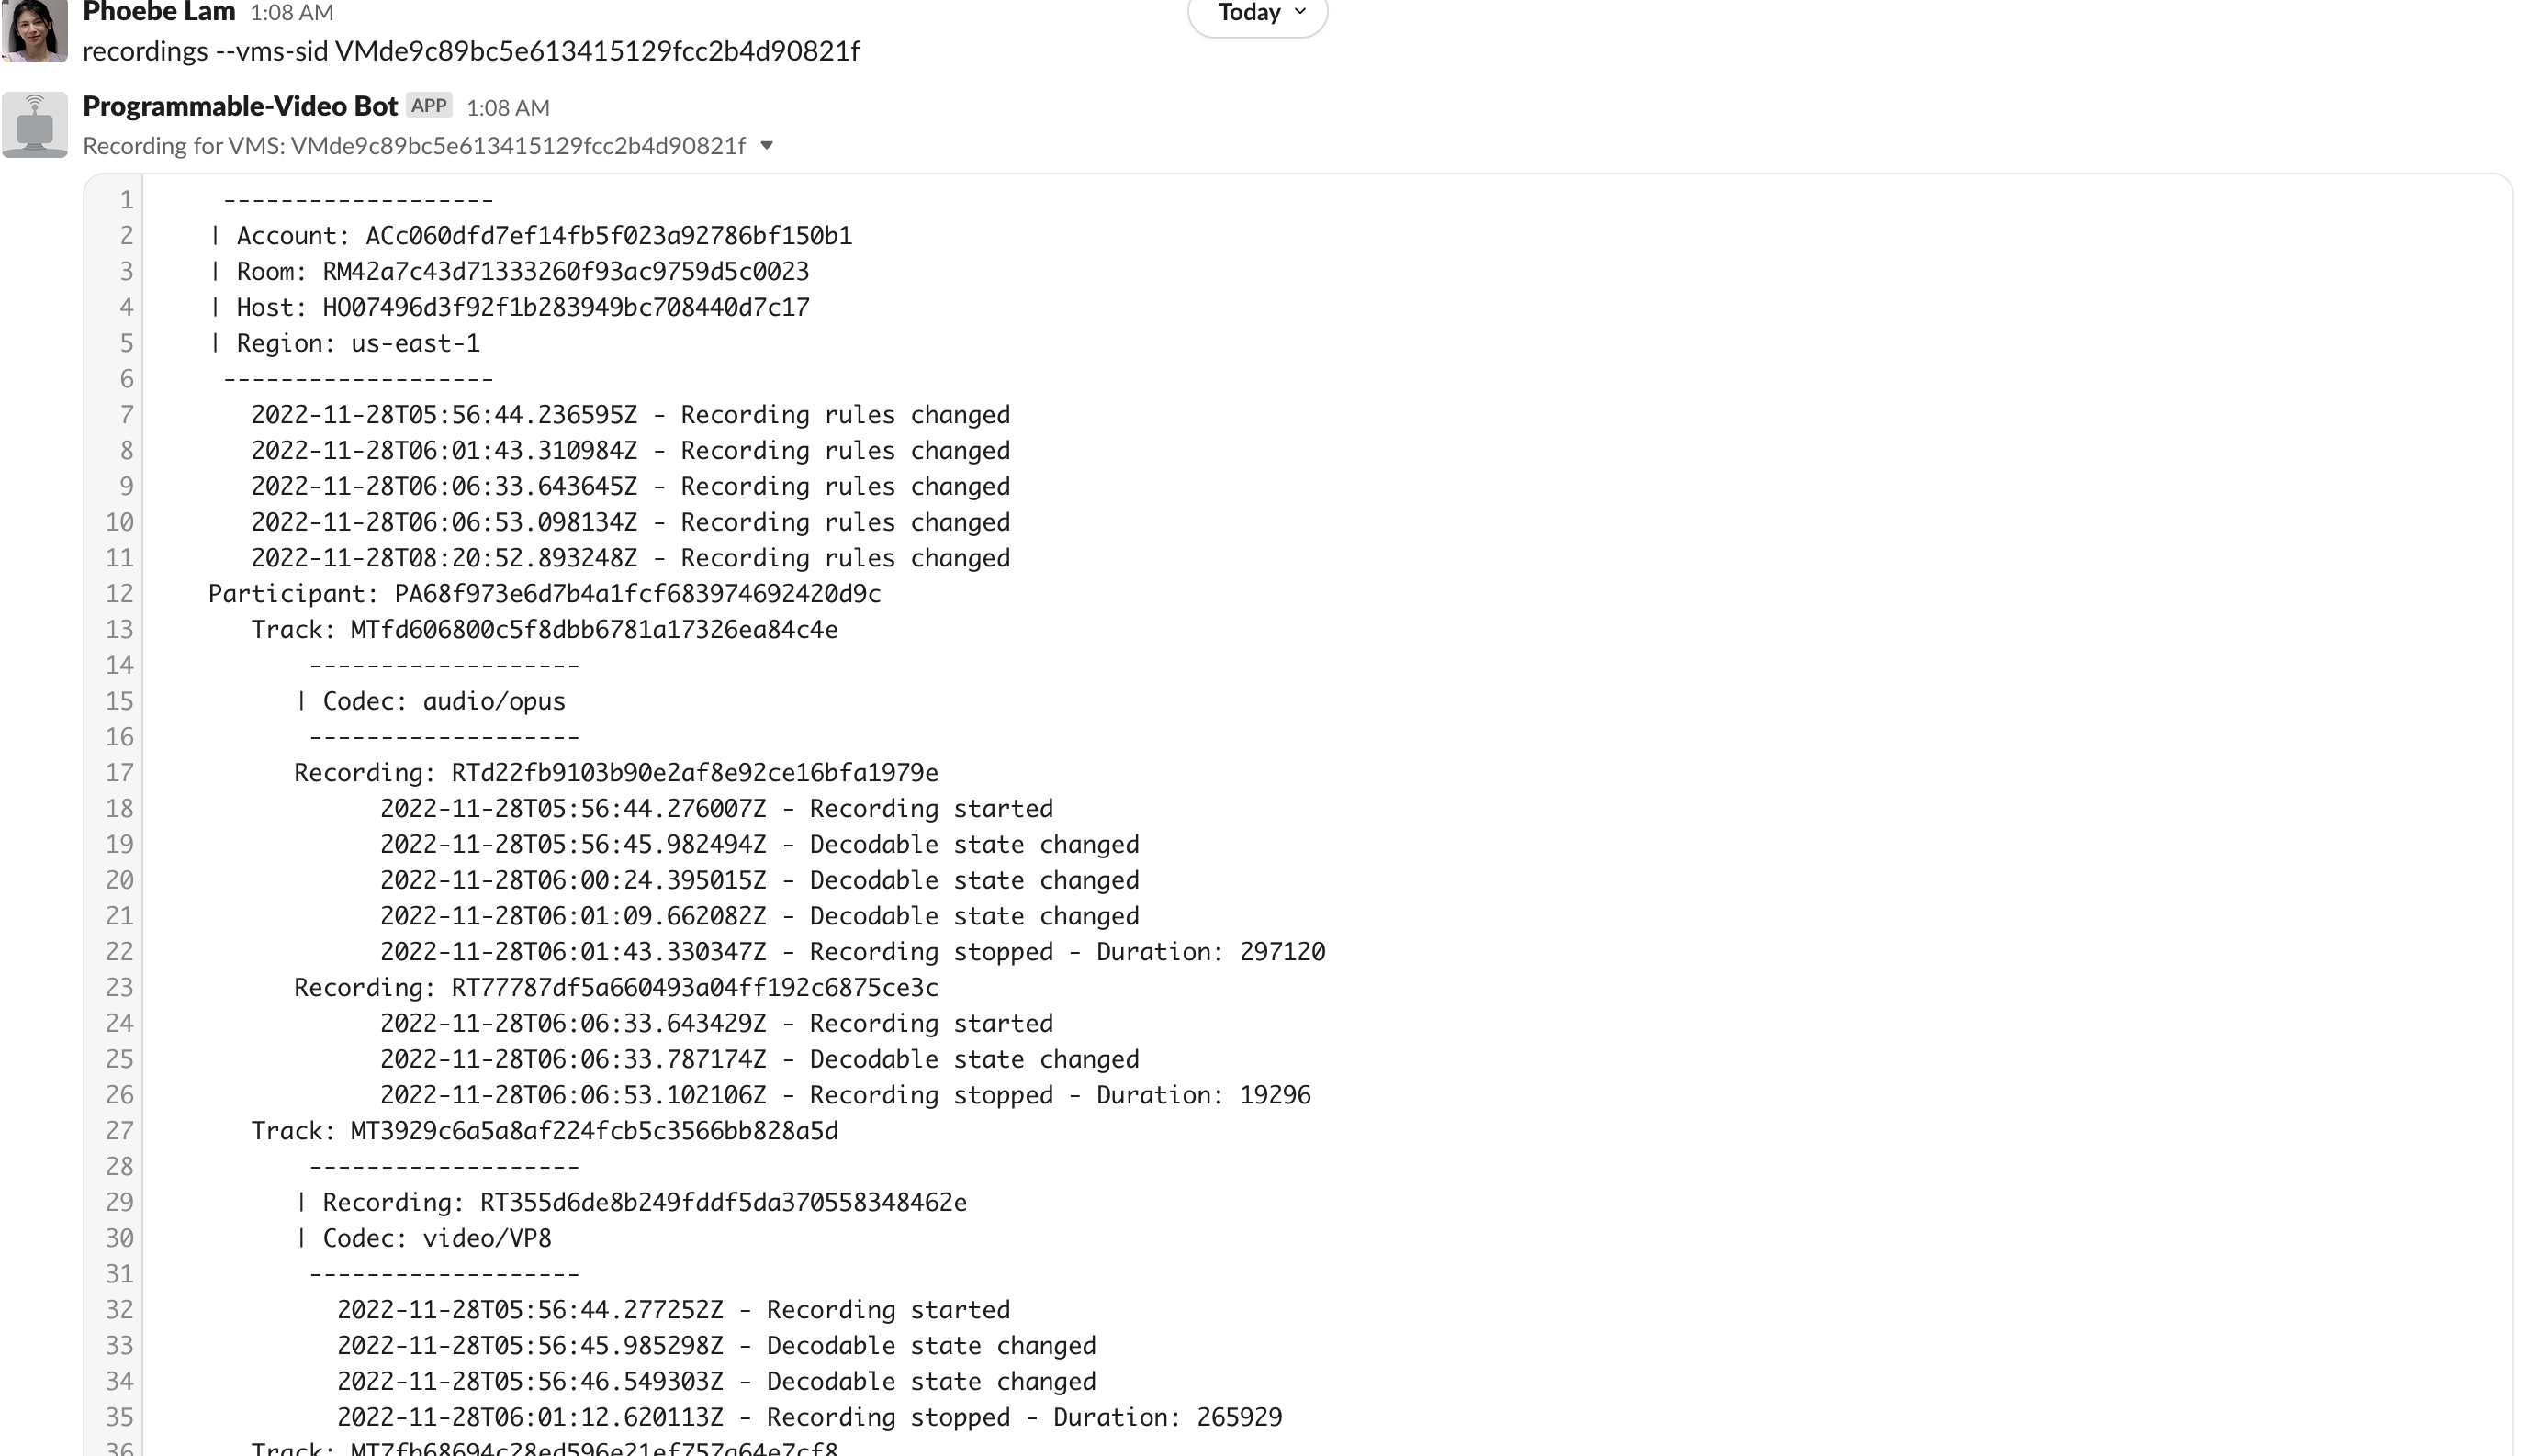 Phoebe Lam 1:08 AM
Today
recordings --vms-sid VMde9c89bc5e613415129fcc2b4d90821f
Programmable-Video Bot APP 1:08 AM
Recording for VMS: VMde9c89bc5e613415129fcc2b4d90821f
1 -------------------
2 | Account: ACc060dfd7ef14fb5f023a92786bf150b1
3 | Room: RM42a7c43d71333260f93ac9759d5c0023
4 | Host: HO07496d3f92f1b283949bc708440d7c17
5 | Region: us-east-1
6 -------------------
7 2022-11-28T05:56:44.236595Z - Recording rules changed
8 2022-11-28T06:01:43.310984Z - Recording rules changed
9 2022-11-28T06:06:33.643645Z - Recording rules changed
10 2022-11-28T06:06:53.098134Z - Recording rules changed
11 2022-11-28T08:20:52.893248Z - Recording rules changed
12 Participant: PA68f973e6d7b4a1fcf683974692420d9c
13 Track: MTfd606800c5f8dbb6781a17326ea84c4e
14 -------------------
15 | Codec: audio/opus
16 -------------------
17 Recording: RTd22fb9103b90e2af8e92ce16bfa1979e
18 2022-11-28T05:56:44.276007Z - Recording started
19 2022-11-28T05:56:45.982494Z - Decodable state changed
20 2022-11-28T06:00:24.395015Z - Decodable state changed
21 2022-11-28T06:01:09.662082Z - Decodable state changed
22 2022-11-28T06:01:43.330347Z - Recording stopped - Duration: 297120
23 Recording: RT77787df5a660493a04ff192c6875ce3c
24 2022-11-28T06:06:33.643429Z - Recording started
25 2022-11-28T06:06:33.787174Z - Decodable state changed
26 2022-11-28T06:06:53.102106Z - Recording stopped - Duration: 19296
27 Track: MT3929c6a5a8af224fcb5c3566bb828a5d
28 -------------------
29 | Recording: RT355d6de8b249fddf5da370558348462e
30 | Codec: video/VP8
31 -------------------
32 2022-11-28T05:56:44.277252Z - Recording started
33 2022-11-28T05:56:45.985298Z - Decodable state changed
34 2022-11-28T05:56:46.549303Z - Decodable state changed
35 2022-11-28T06:01:12.620113Z - Recording stopped - Duration: 265929
36 Track: